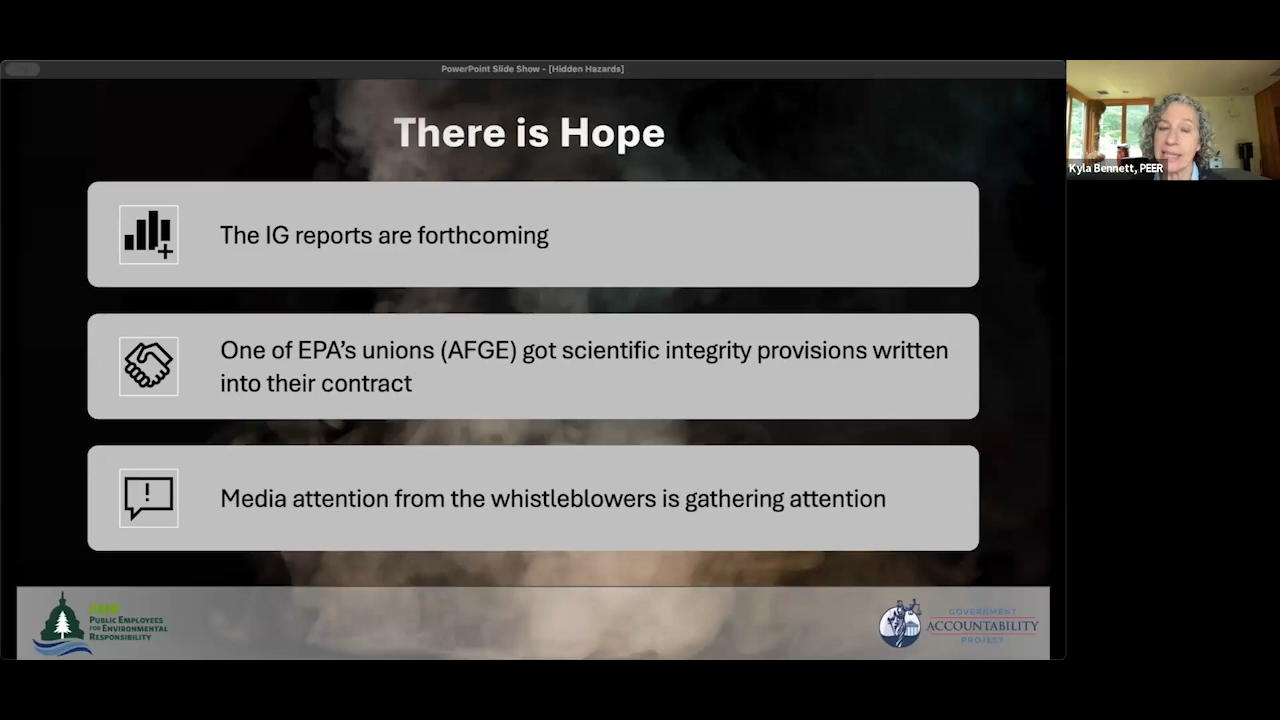 PowerPoint Slide Show - [Hidden Hazards]
There is Hope
Kyla Bennett, PEER
The IG reports are forthcoming
One of EPA's unions (AFGE) got scientific integrity provisions written
into their contract
Media attention from the whistleblowers is gathering attention
PEER
PUBLIC EMPLOYEES
FOR ENVIRONMENTAL
RESPONSIBILITY
GOVERNMENT
ACCOUNTABILITY
PROJECT